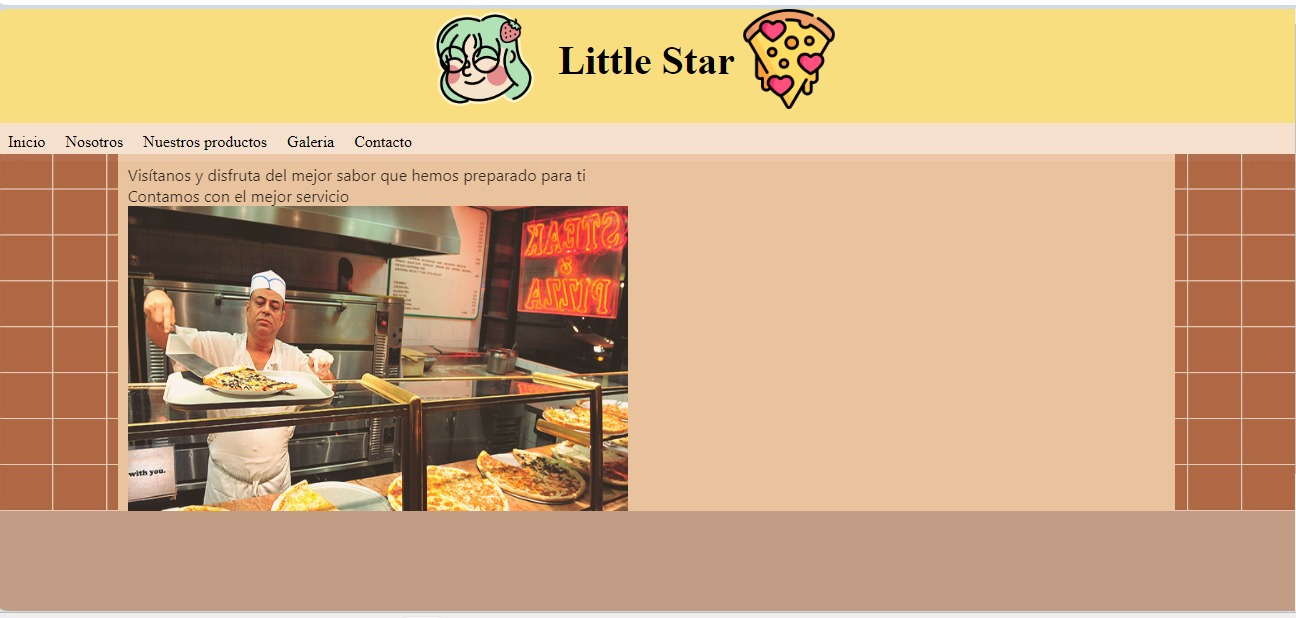 Little Star
Inicio Nosotros Nuestros productos Galeria Contacto
Visítanos y disfruta del mejor sabor que hemos preparado para ti
Contamos con el mejor servicio
STEAK
&
PIZZA
with you.